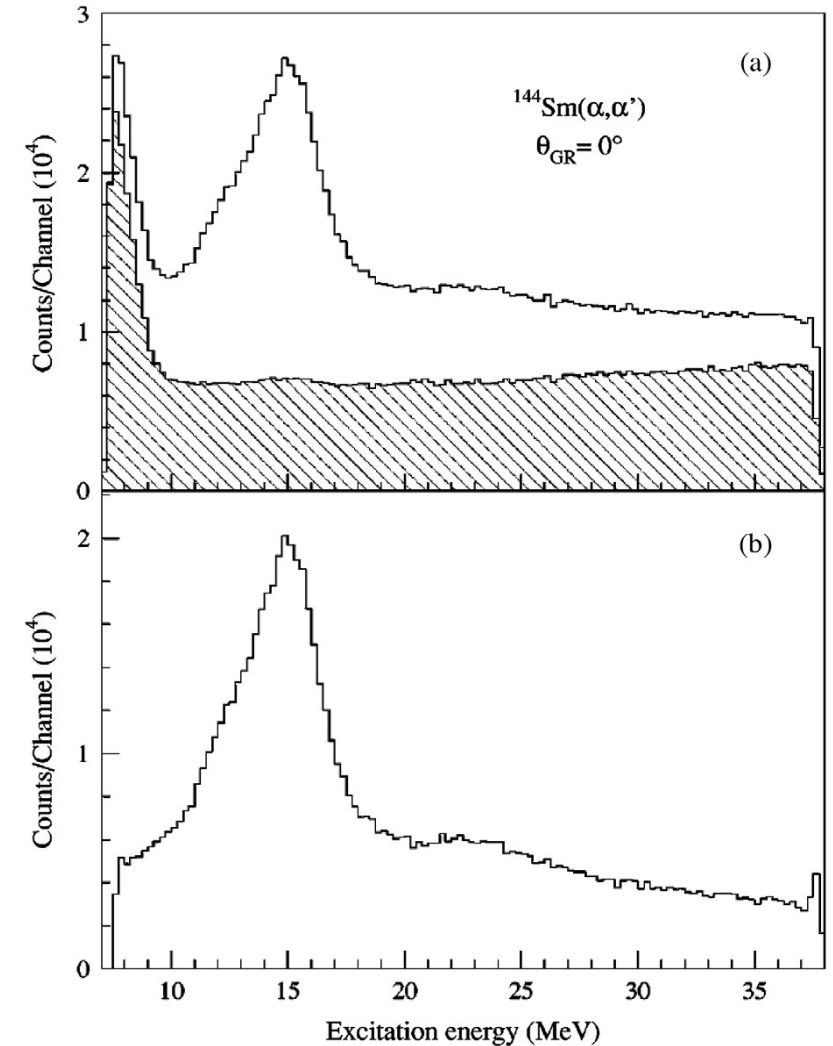 3
(a)
¹⁴⁴Sm(α,α')
θGR= 0°
2
1
0
Counts/Channel (10⁴)
(b)
2
1
0
Counts/Channel (10⁴)
10 15 20 25 30 35
Excitation energy (MeV)